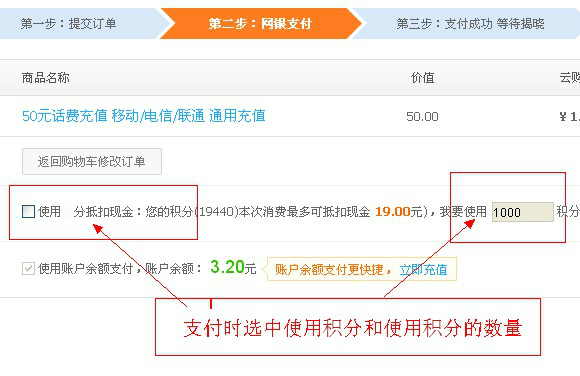 第一步：提交订单 第二步：网银支付 第三步：支付成功 等待揭晓
商品名称 价值 云购
50元话费充值 移动/电信/联通 通用充值 50.00 ¥1.
返回购物车修改订单
使用 分抵扣现金：您的积分(19440)本次消费最多可抵扣现金 19.00元)，我要使用 1000 积分
使用账户余额支付，账户余额： 3.20元 账户余额支付更快捷， 立即充值
支付时选中使用积分和使用积分的数量